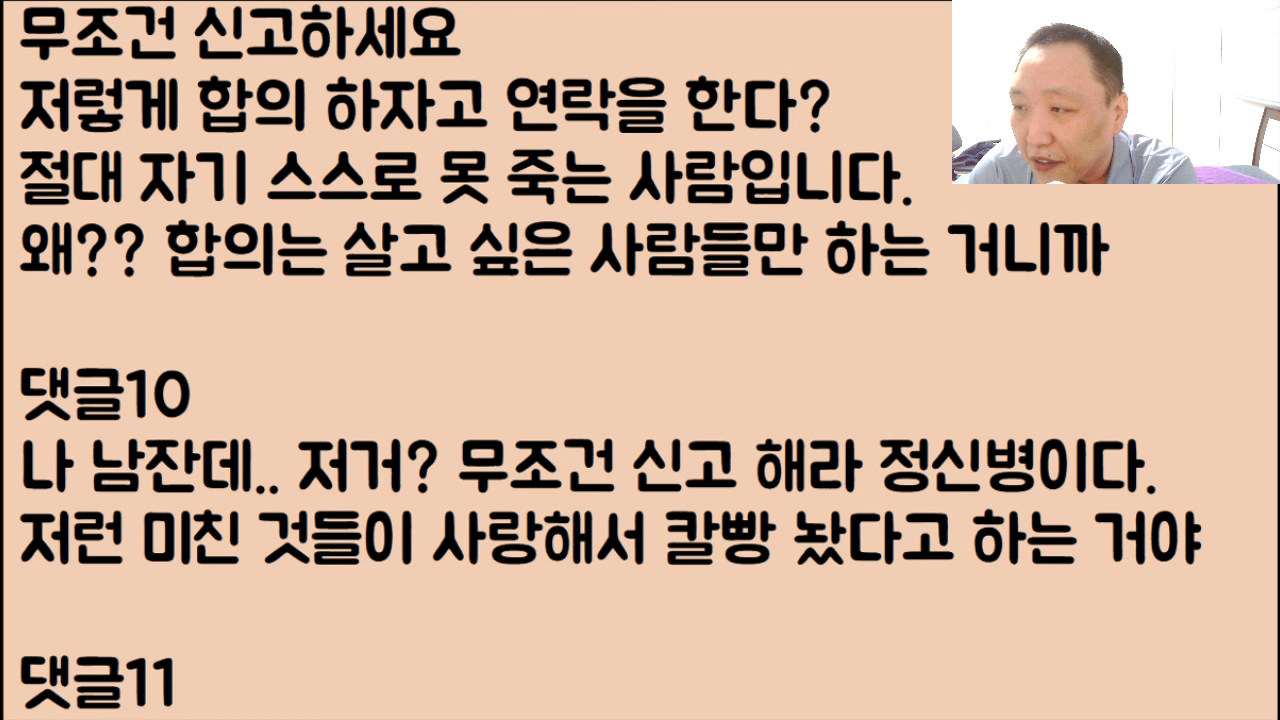 무조건 신고하세요
저렇게 합의 하자고 연락을 한다?
절대 자기 스스로 못 죽는 사람입니다.
왜?? 합의는 살고 싶은 사람들만 하는 거니까
댓글10
나 남잔데.. 저거? 무조건 신고 해라 정신병이다.
저런 미친 것들이 사랑해서 칼빵 놨다고 하는 거야
댓글11